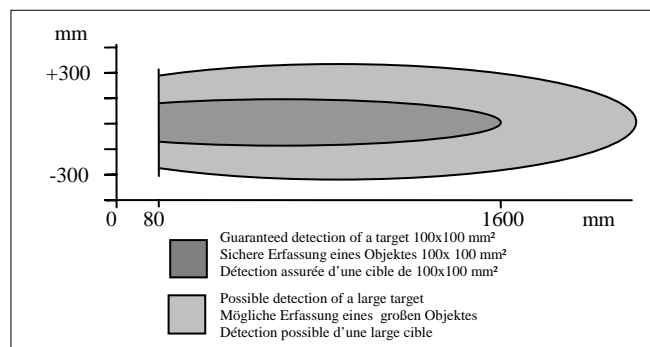 mm
+300
-300
0 80 1600 mm
Guaranteed detection of a target 100x100 mm²
Sichere Erfassung eines Objektes 100x 100 mm²
Détection assurée d'une cible de 100x100 mm²
Possible detection of a large target
Mögliche Erfassung eines großen Objektes
Détection possible d'une large cible